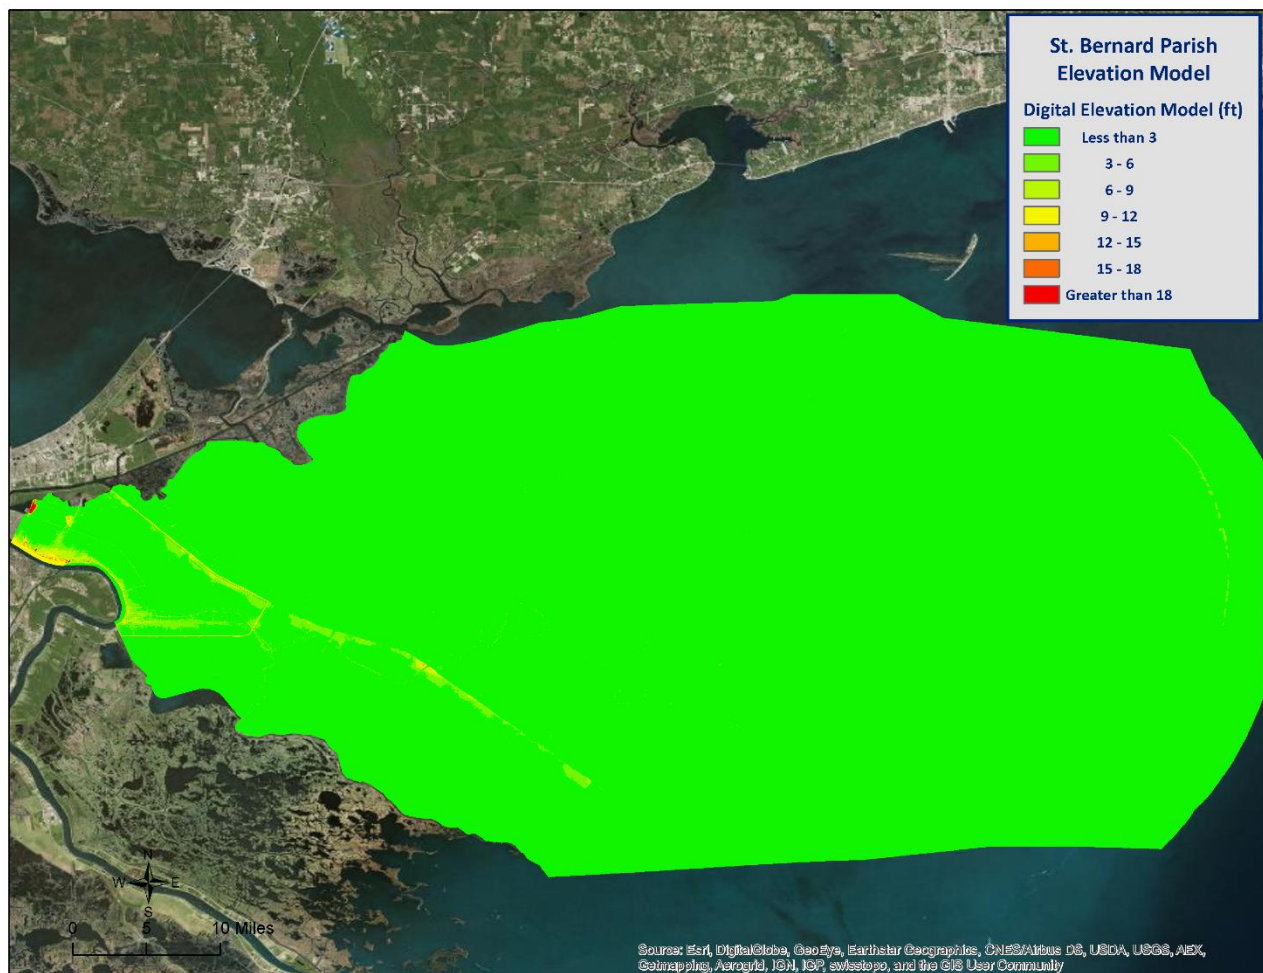 St. Bernard Parish
Elevation Model
Digital Elevation Model (ft)
Less than 3
3 - 6
6 - 9
9 - 12
12 - 15
15 - 18
Greater than 18
N
W E
S
0 5 10 Miles
Source: Esri, DigitalGlobe, GeoEye, Earthstar Geographics, CNES/Airbus DS, USDA, USGS, AEX,
Getmapping, Aerogrid, IGN, IGP, swisstopo, and the GIS User Community